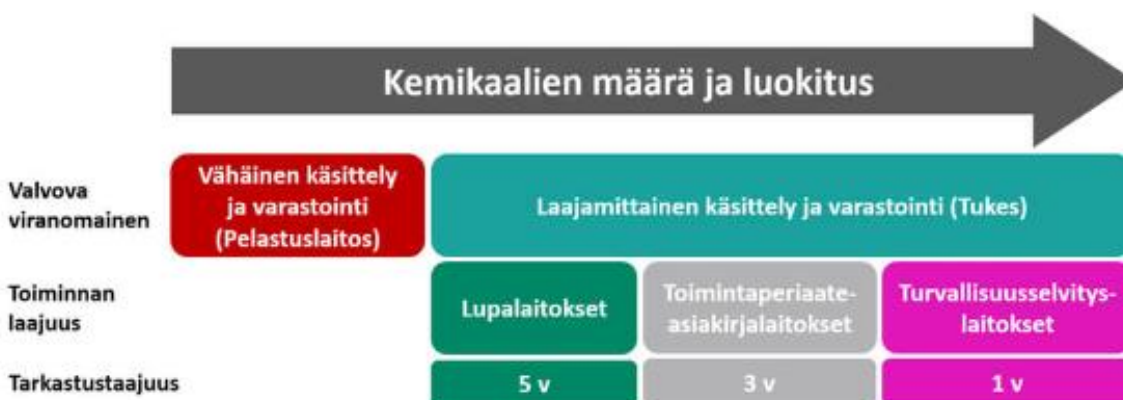 Kemikaalien määrä ja luokitus
Valvova
viranomainen
Vähäinen käsittely
ja varastointi
(Pelastuslaitos)
Laajamittainen käsittely ja varastointi (Tukes)
Toiminnan
laajuus
Lupalaitokset
Toimintaperiaate-
asiakirjalaitokset
Turvallisuusselvitys-
laitokset
Tarkastustaajuus
5 v
3 v
1 v